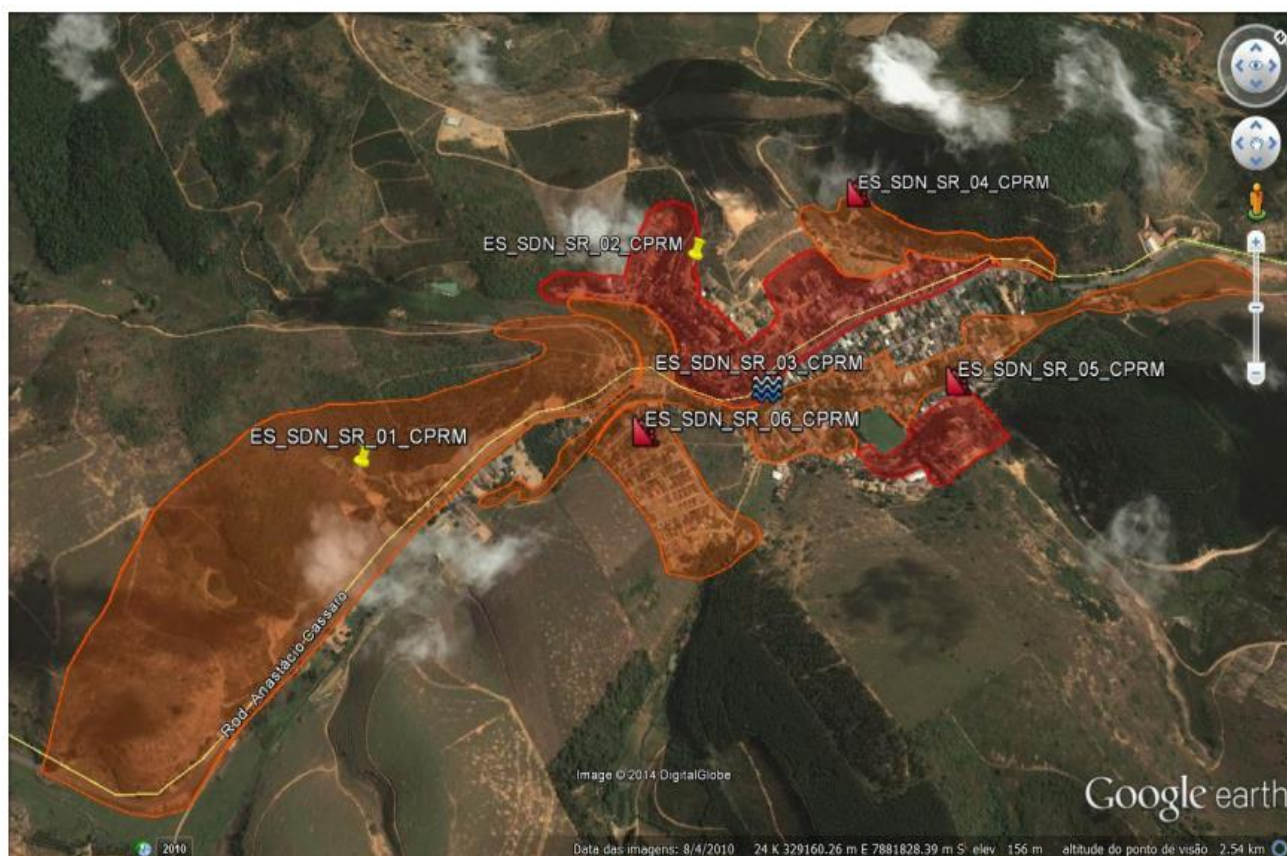 ES_SDN_SR_04_CPRM
ES_SDN_SR_02_CPRM
ES_SDN_SR_03_CPRM
ES_SDN_SR_05_CPRM
ES_SDN_SR_06_CPRM
ES_SDN_SR_01_CPRM
Rod. Anastácio Cassaro
Image © 2014 DigitalGlobe
Google earth
2010
Data das imagens: 8/4/2010 24 K 329160.26 m E 7881828.39 m S elev 156 m altitude do ponto de visão 2.54 km